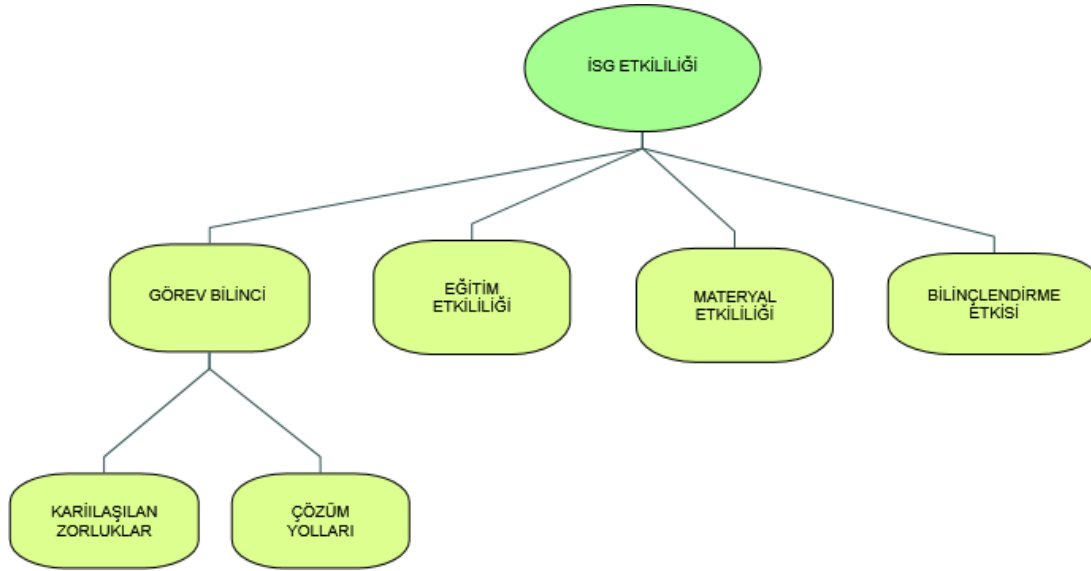 İSG ETKİLİLİĞİ
GÖREV BİLİNCİ
EĞİTİM
ETKİLİLİĞİ
MATERYAL
ETKİLİLİĞİ
BİLİNÇLENDİRME
ETKİSİ
KARİILAŞILAN
ZORLUKLAR
ÇÖZÜM
YOLLARI